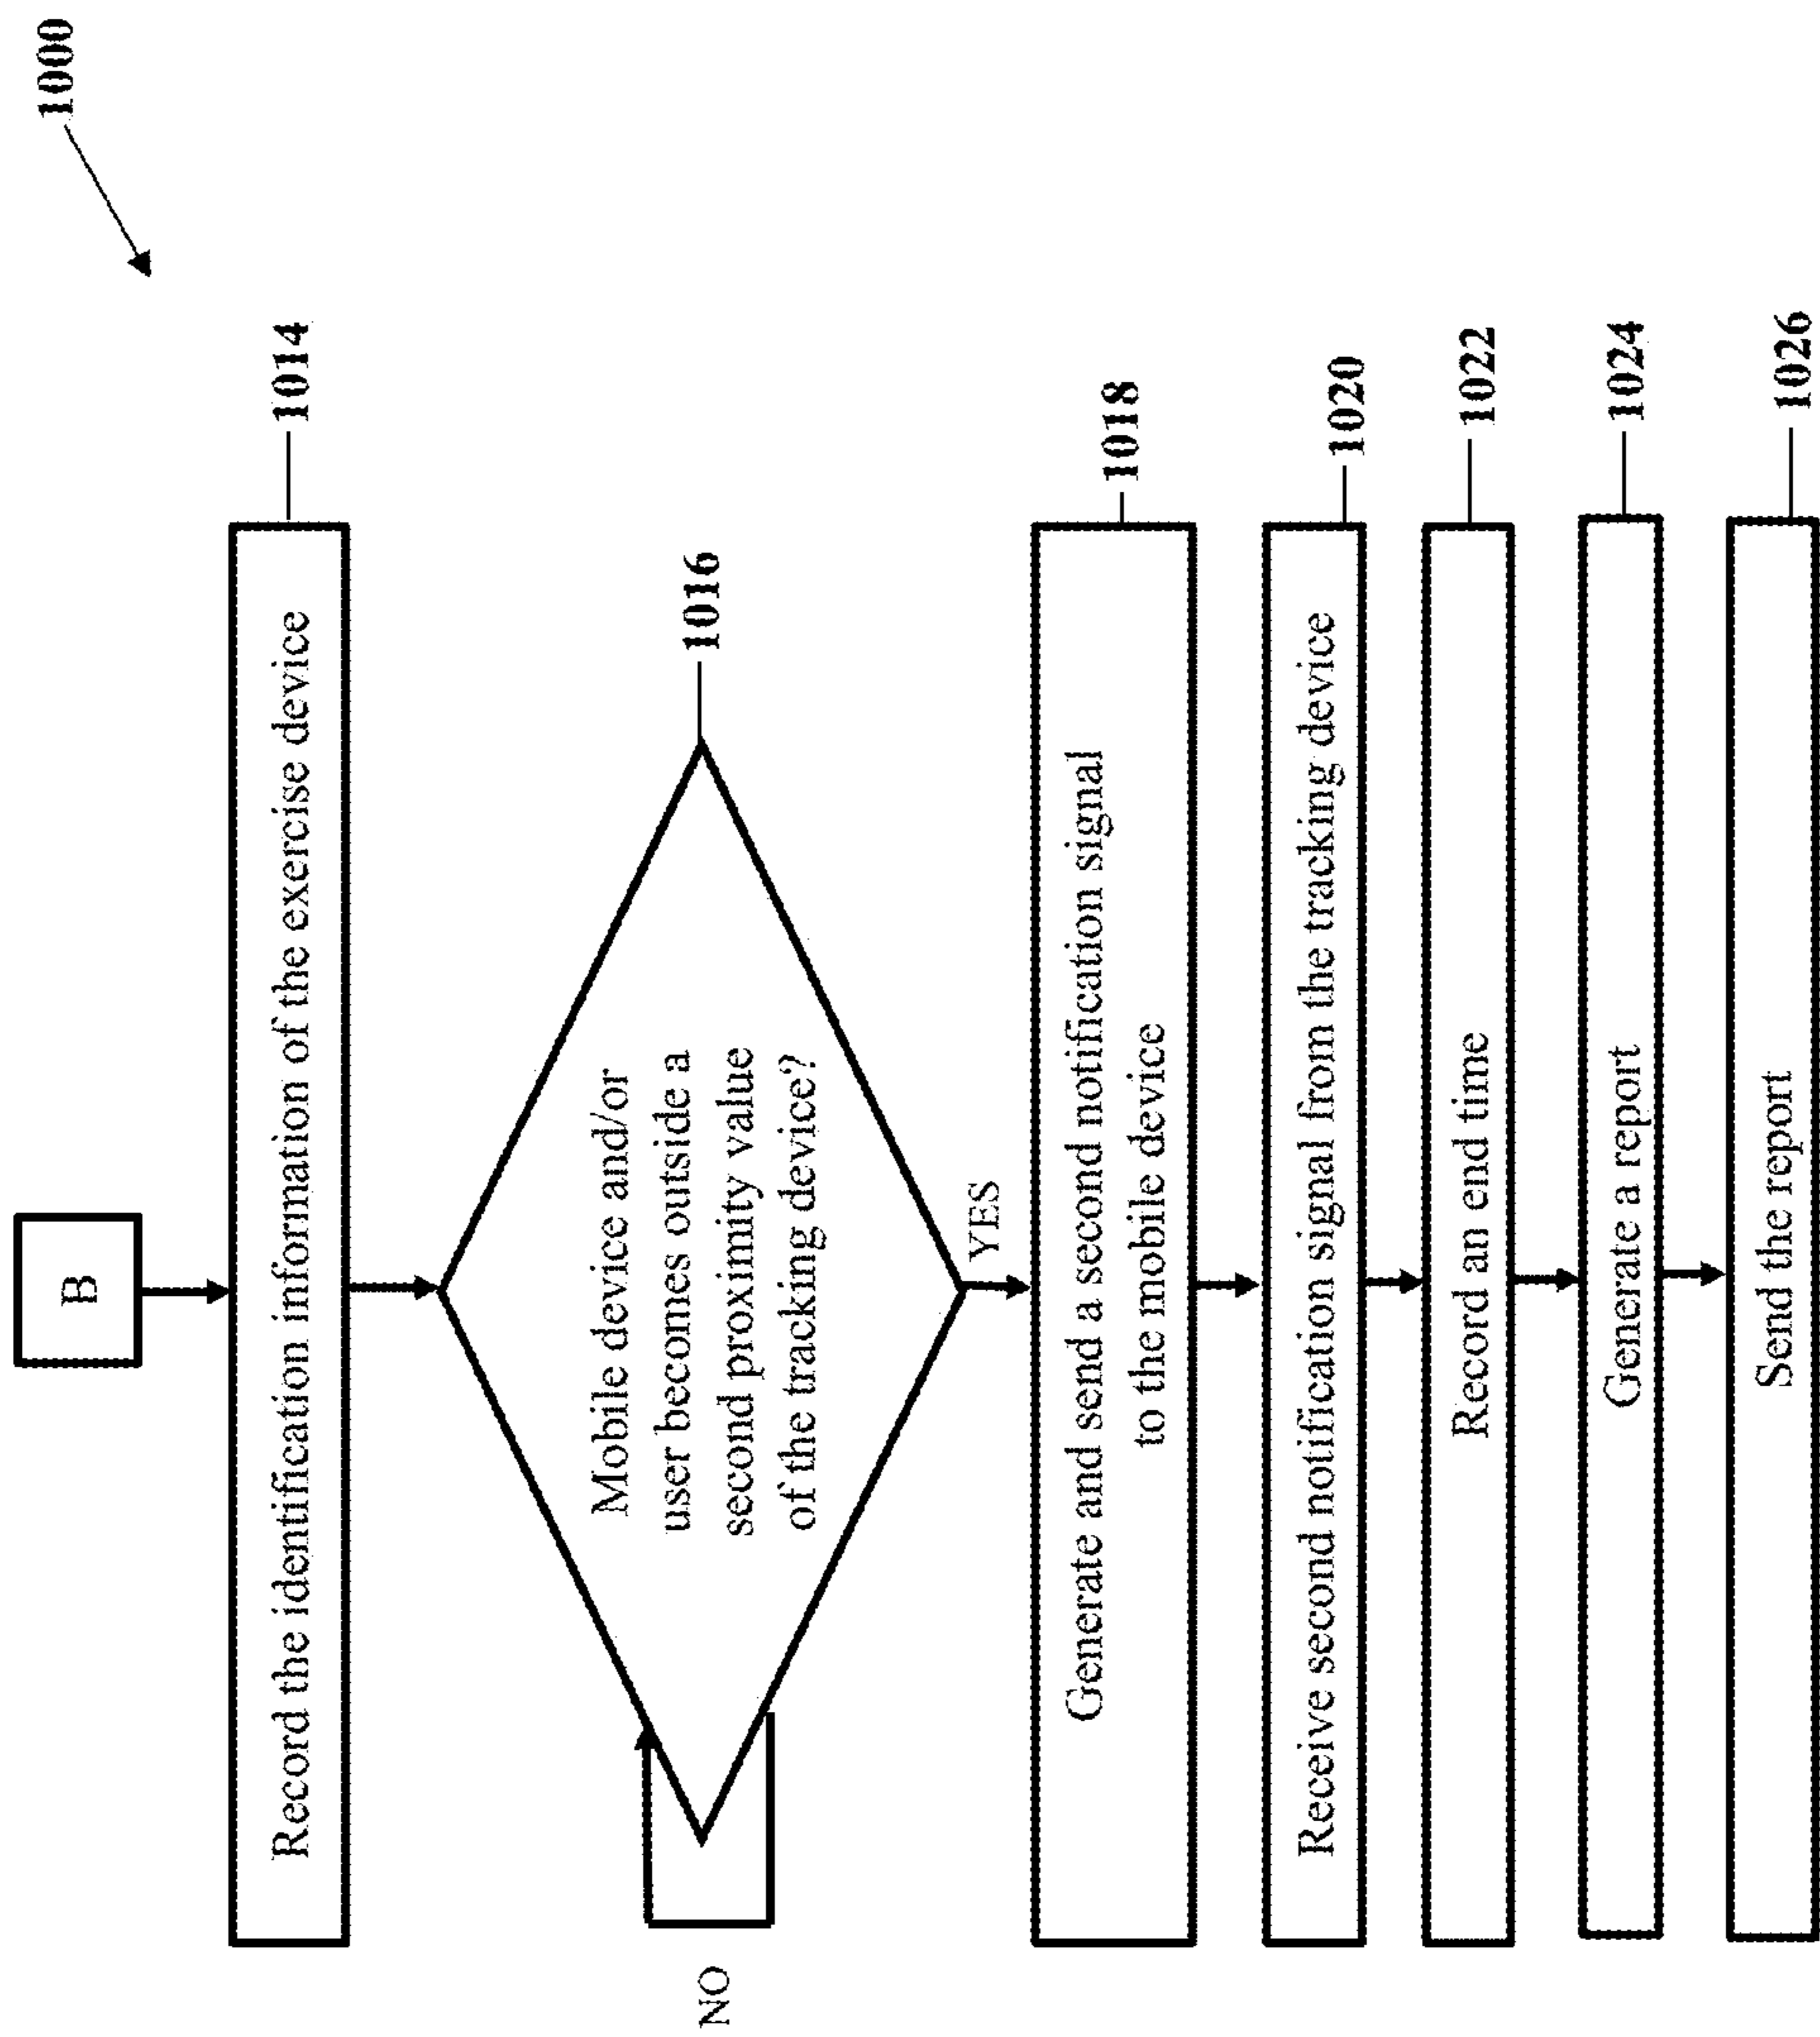 1000
B
Record the identification information of the exercise device
1014
Mobile device and/or
user becomes outside a
second proximity value
of the tracking device?
1016
NO
YES
Generate and send a second notification signal
to the mobile device
1018
Receive second notification signal from the tracking device
1020
Record an end time
1022
Generate a report
1024
Send the report
1026